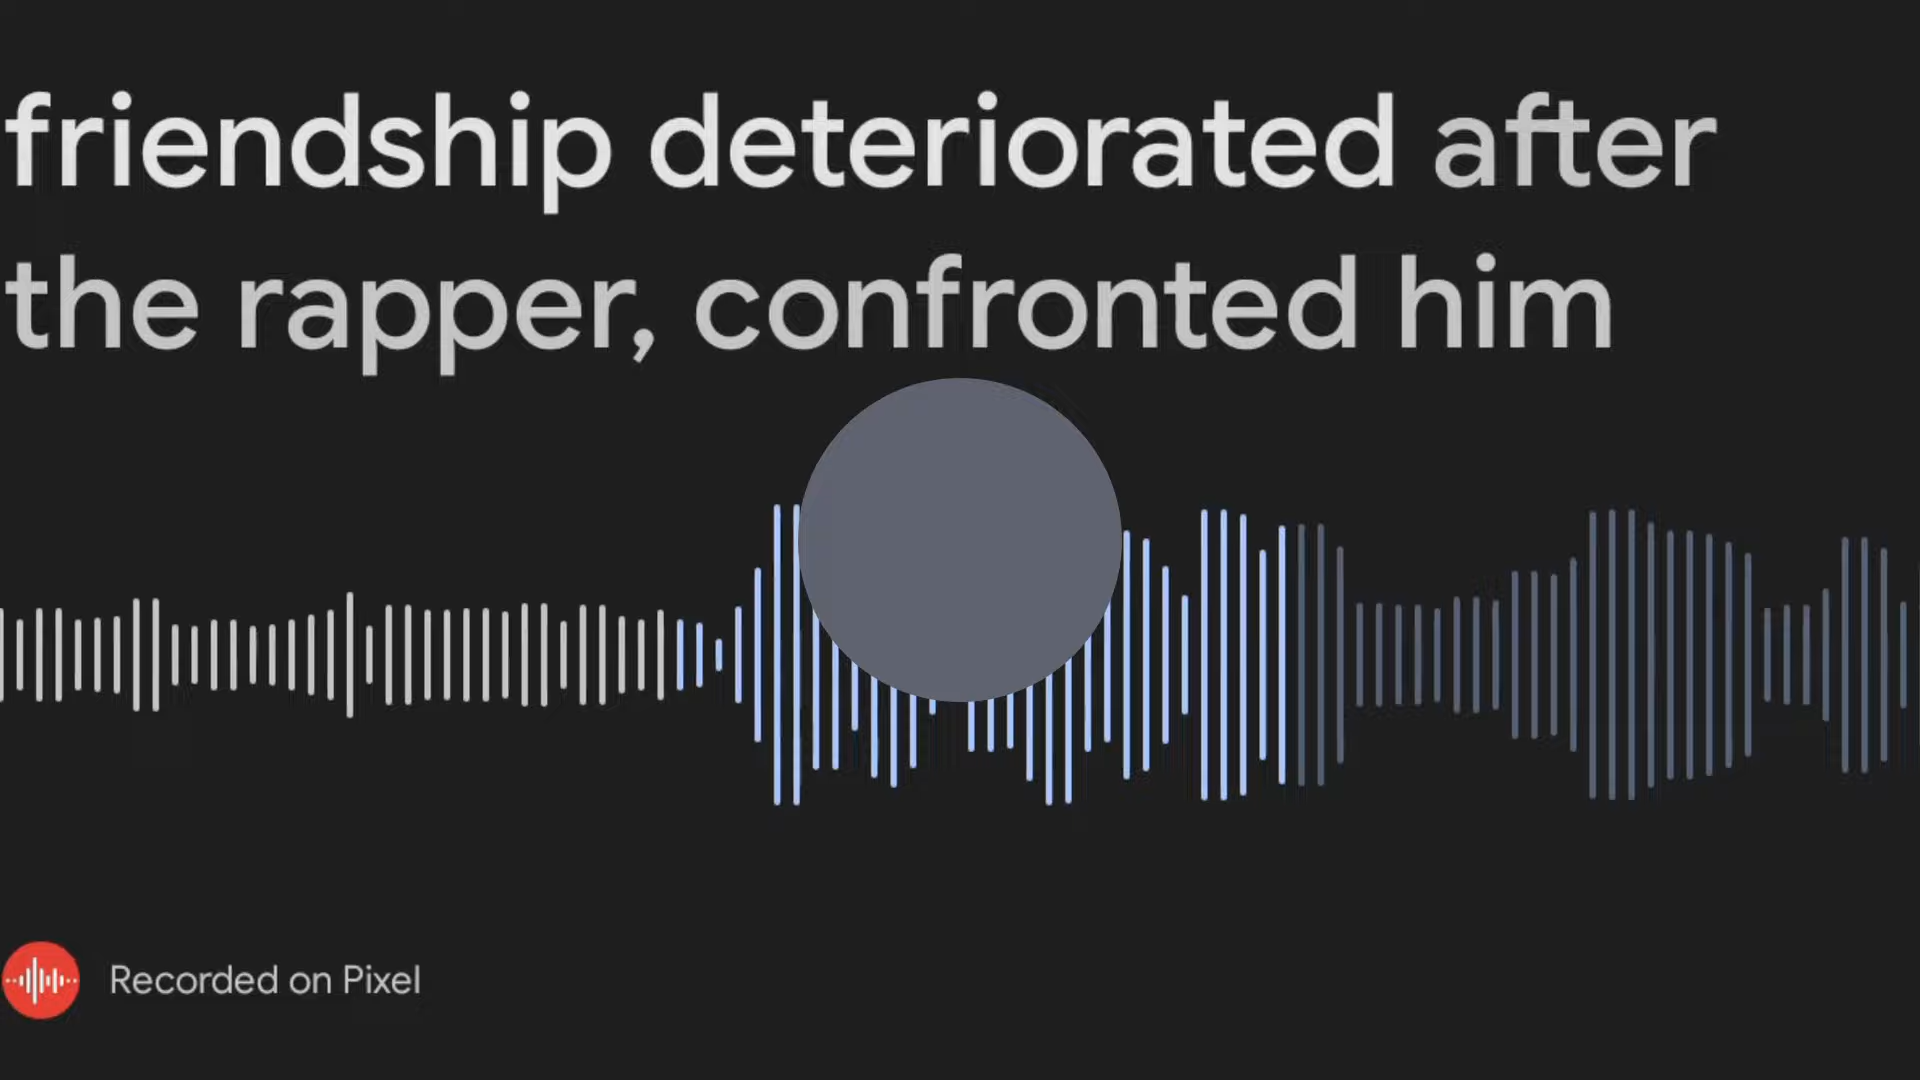 friendship deteriorated after
the rapper, confronted him
Recorded on Pixel